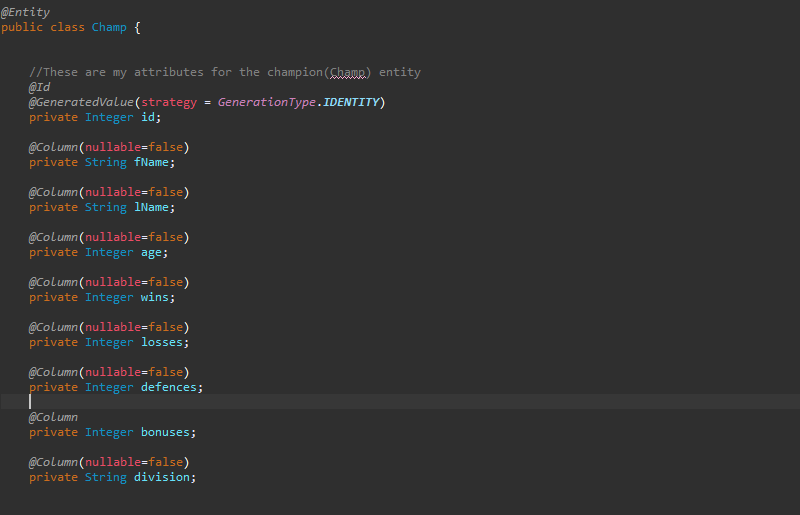 @Entity
public class Champ {
//These are my attributes for the champion(Champ) entity
@Id
@GeneratedValue(strategy = GenerationType.IDENTITY)
private Integer id;
@Column(nullable=false)
private String fName;
@Column(nullable=false)
private String lName;
@Column(nullable=false)
private Integer age;
@Column(nullable=false)
private Integer wins;
@Column(nullable=false)
private Integer losses;
@Column(nullable=false)
private Integer defences;
@Column
private Integer bonuses;
@Column(nullable=false)
private String division;